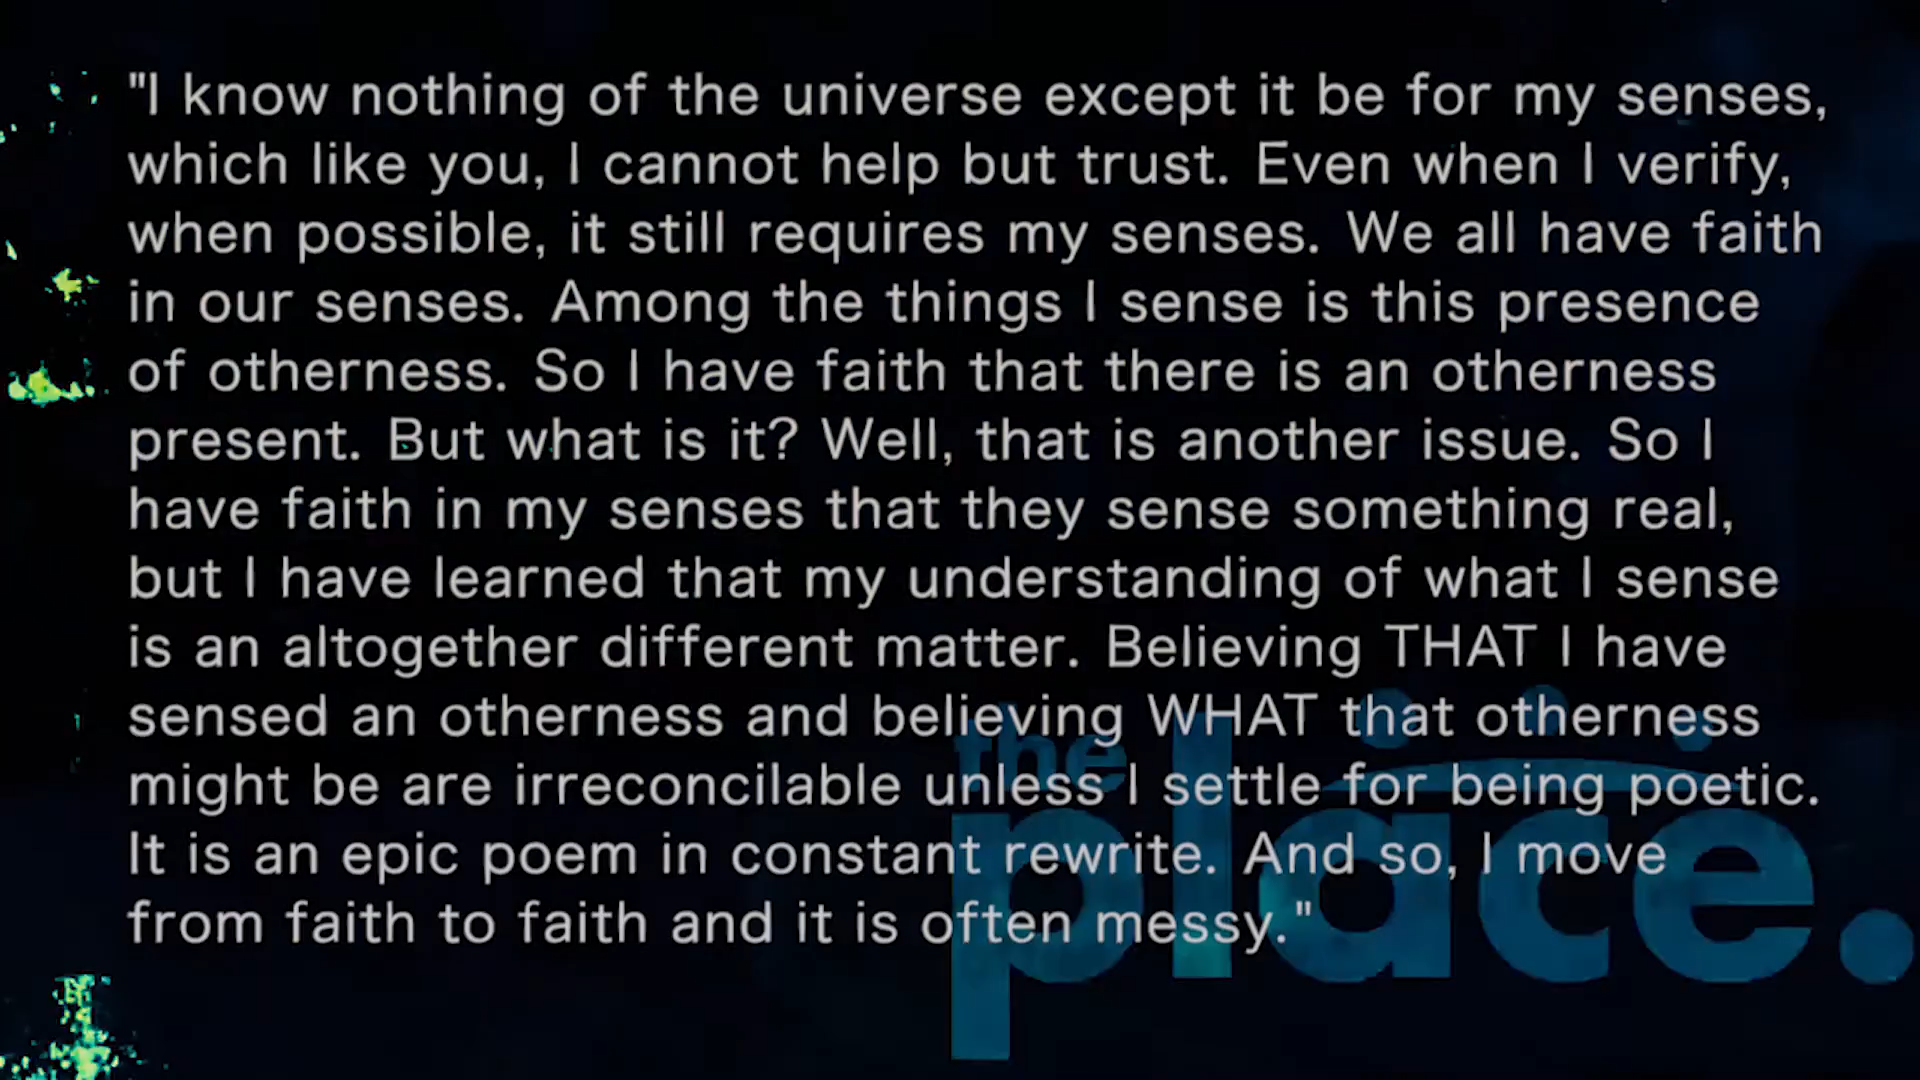 "I know nothing of the universe except it be for my senses,
which like you, I cannot help but trust. Even when I verify,
when possible, it still requires my senses. We all have faith
in our senses. Among the things I sense is this presence
of otherness. So I have faith that there is an otherness
present. But what is it? Well, that is another issue. So I
have faith in my senses that they sense something real,
but I have learned that my understanding of what I sense
is an altogether different matter. Believing THAT I have
sensed an otherness and believing WHAT that otherness
might be are irreconcilable unless I settle for being poetic.
It is an epic poem in constant rewrite. And so, I move
from faith to faith and it is often messy."
the
place.